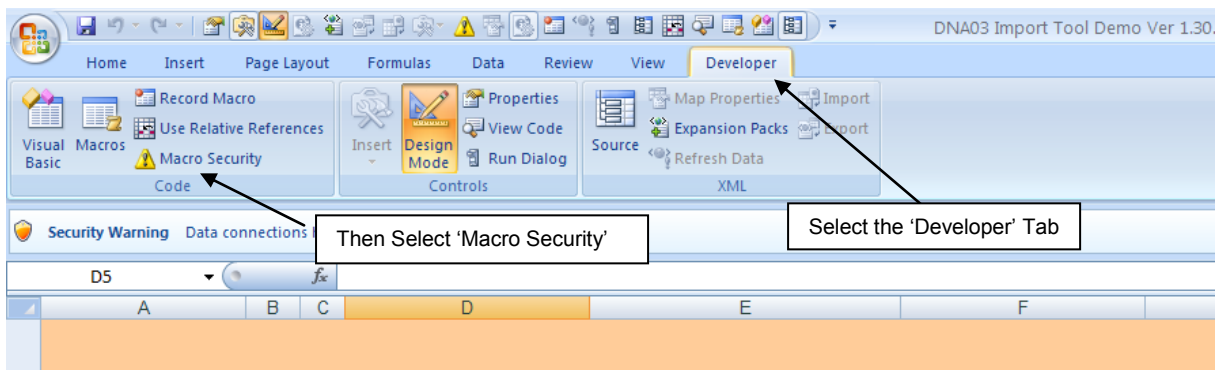 DNA03 Import Tool Demo Ver 1.30.
Home Insert Page Layout Formulas Data Review View Developer
Record Macro
Use Relative References
Macro Security
Visual Basic
Macros
Code
Insert
Design Mode
Properties
View Code
Run Dialog
Controls
Source
Map Properties
Expansion Packs
Refresh Data
Import
Export
XML
Security Warning Data connections
Then Select ‘Macro Security’
Select the ‘Developer’ Tab
D5 fx
A B C D E F